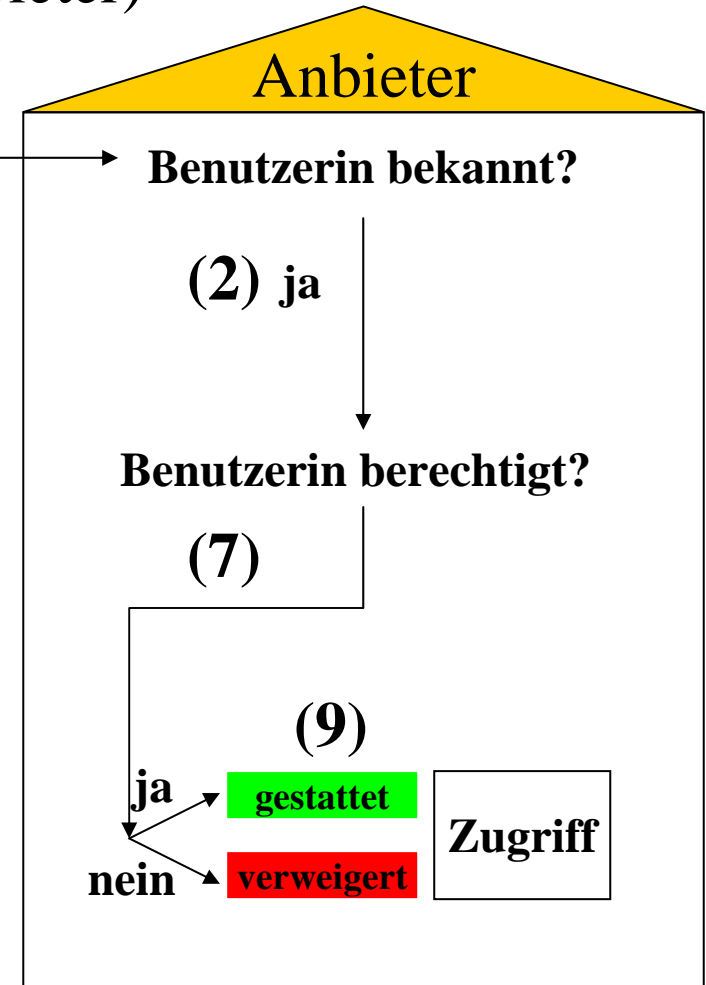 Anbieter
Benutzerin bekannt?
(2) ja
Benutzerin berechtigt?
(7)
(9)
ja
gestattet
Zugriff
nein
verweigert